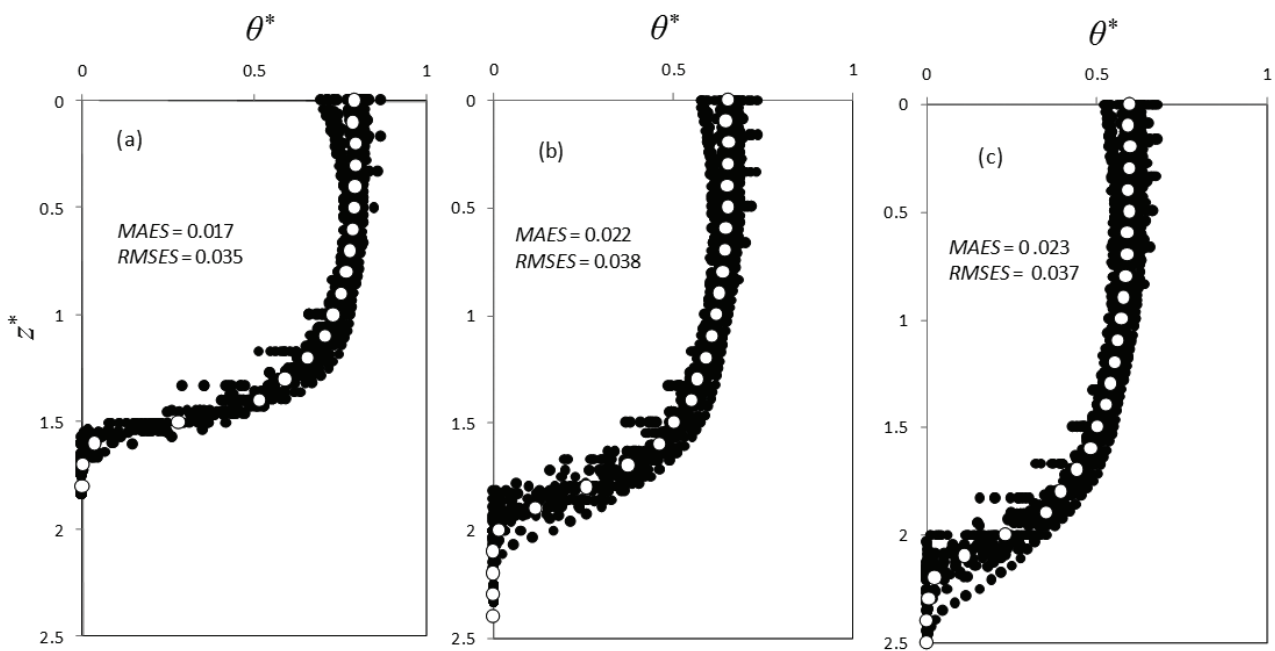 θ*
0 0.5 1
0
0.5
1
1.5
2
2.5
z*
(a)
MAES = 0.017
RMSES = 0.035
θ*
0 0.5 1
0
0.5
1
1.5
2
2.5
(b)
MAES = 0.022
RMSES = 0.038
θ*
0 0.5 1
0
0.5
1
1.5
2
2.5
(c)
MAES = 0.023
RMSES = 0.037